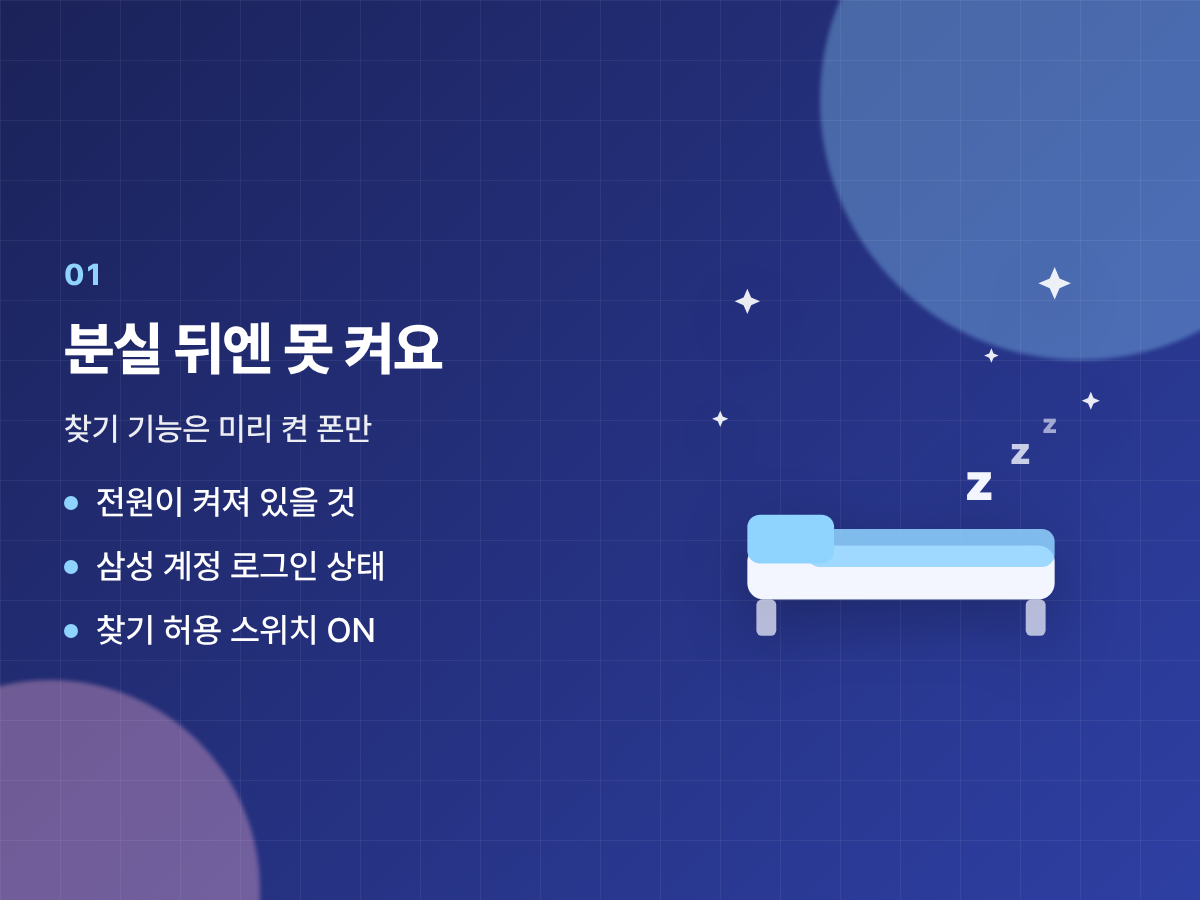 01
분실 뒤엔 못 켜요
찾기 기능은 미리 켠 폰만
전원이 켜져 있을 것
삼성 계정 로그인 상태
찾기 허용 스위치 ON
z
z
z